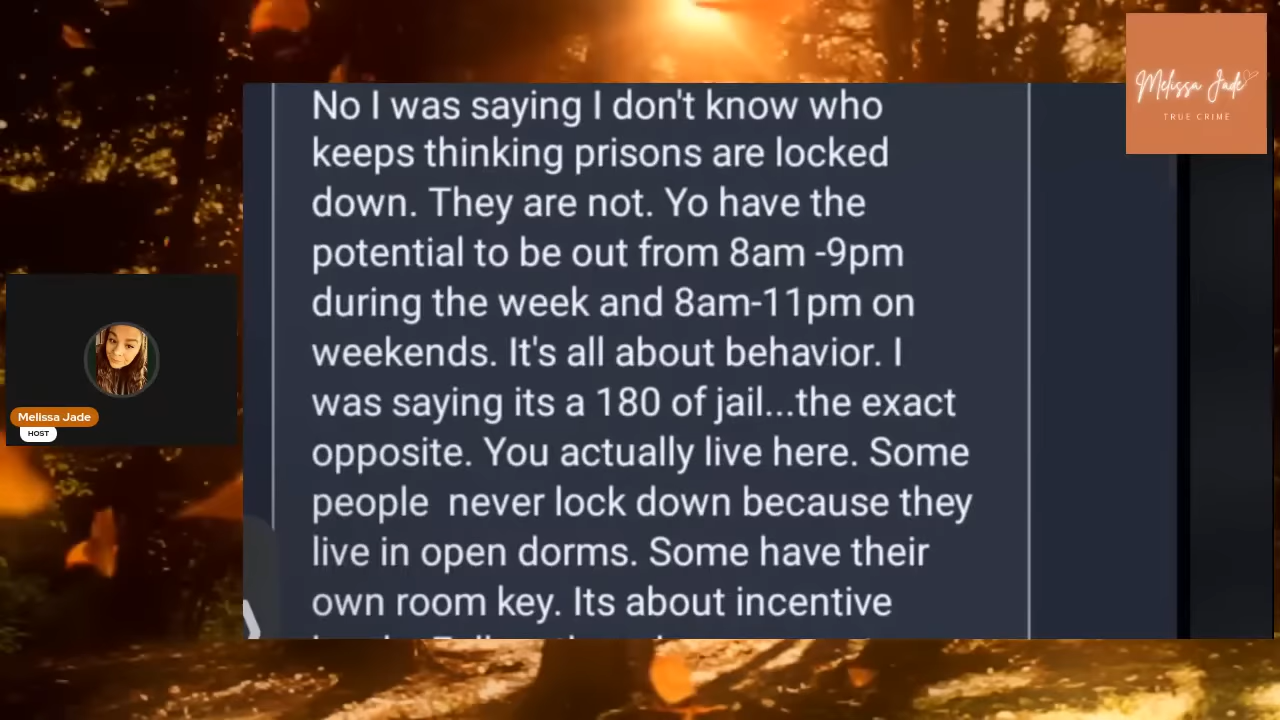 No I was saying I don't know who
keeps thinking prisons are locked
down. They are not. Yo have the
potential to be out from 8am -9pm
during the week and 8am-11pm on
weekends. It's all about behavior. I
was saying its a 180 of jail...the exact
opposite. You actually live here. Some
people  never lock down because they
live in open dorms. Some have their
own room key. Its about incentive
Melissa Jade
HOST
Melissa Jade
TRUE CRIME